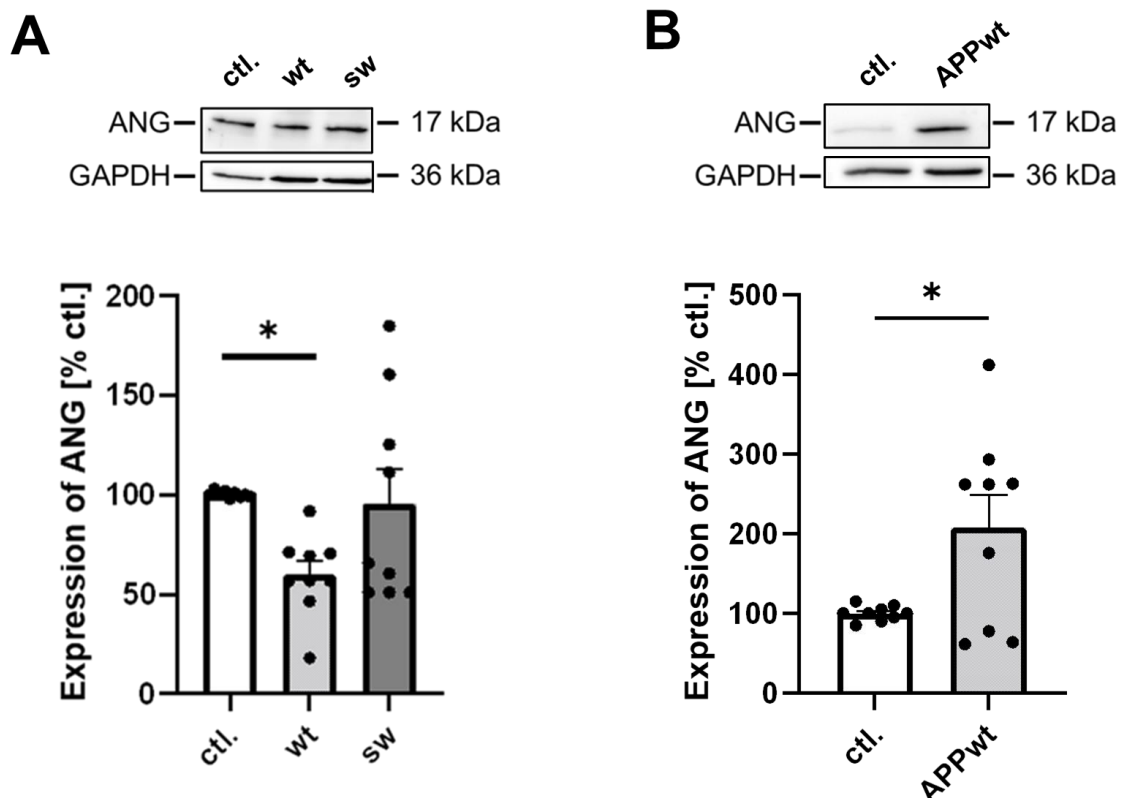 A
ctl. wt sw
ANG 17 kDa
GAPDH 36 kDa
Expression of ANG [% ctl.]
200
150
100
50
0
*
ctl. wt sw
B
ctl. APPwt
ANG 17 kDa
GAPDH 36 kDa
Expression of ANG [% ctl.]
500
400
300
200
100
0
*
ctl. APPwt